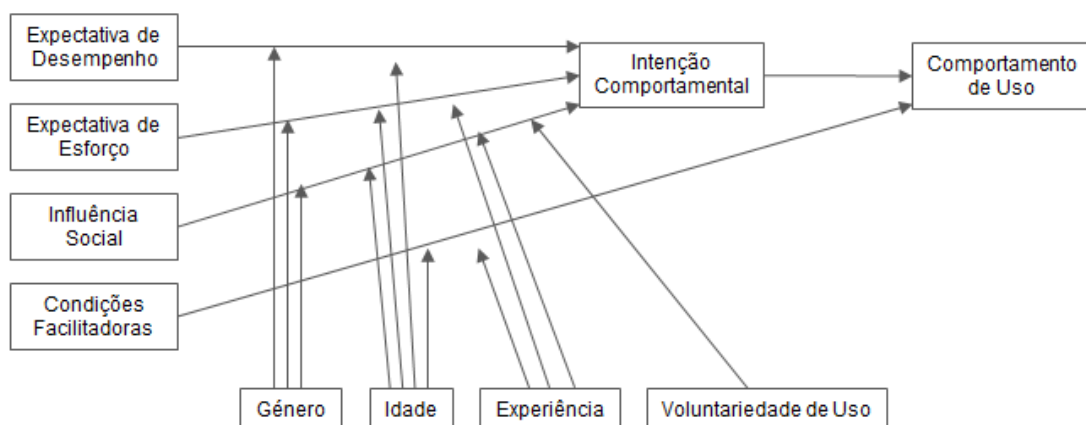 Expectativa de
Desempenho
Intenção
Comportamental
Comportamento
de Uso
Expectativa de
Esforço
Influência
Social
Condições
Facilitadoras
Género
Idade
Experiência
Voluntariedade de Uso